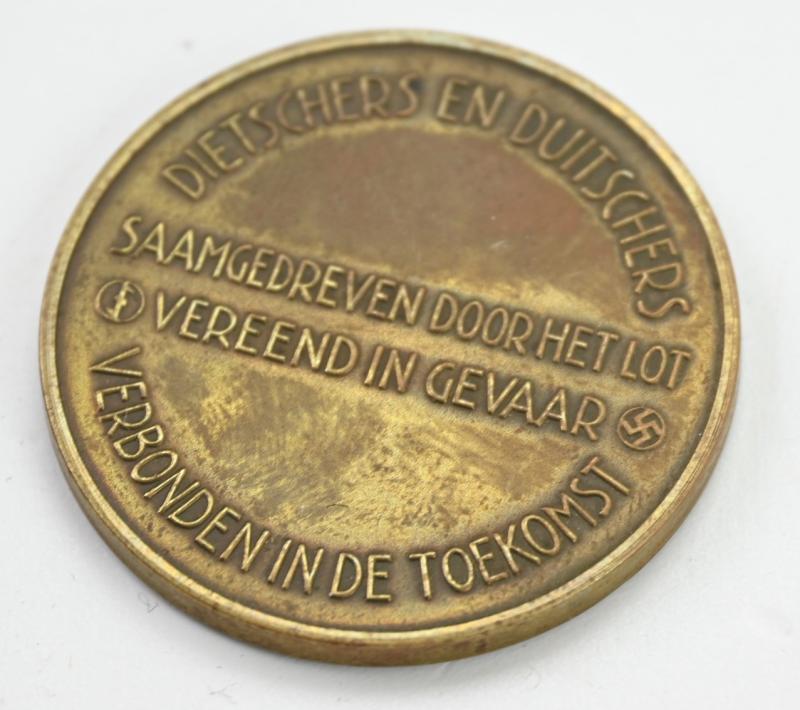 DIETSCHERS EN DUITSCHERS
SAAMGEDREVEN DOOR HET LOT
VEREEND IN GEVAAR
VERBONDEN IN DE TOEKOMST